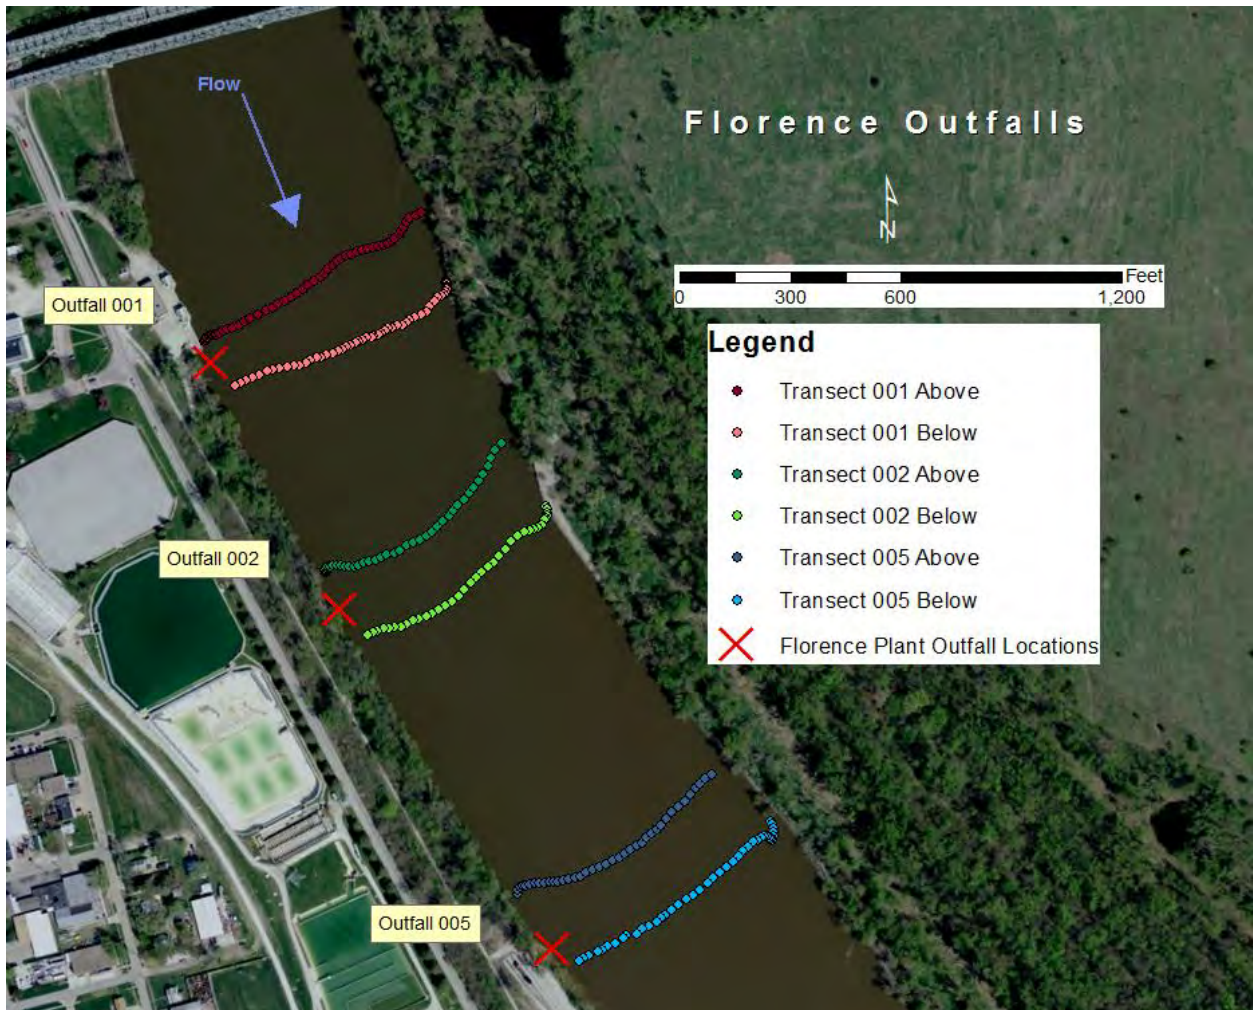 Flow
Florence Outfalls
N
Feet
0 300 600 1,200
Outfall 001
Legend
Transect 001 Above
Transect 001 Below
Transect 002 Above
Transect 002 Below
Transect 005 Above
Transect 005 Below
Florence Plant Outfall Locations
Outfall 002
Outfall 005